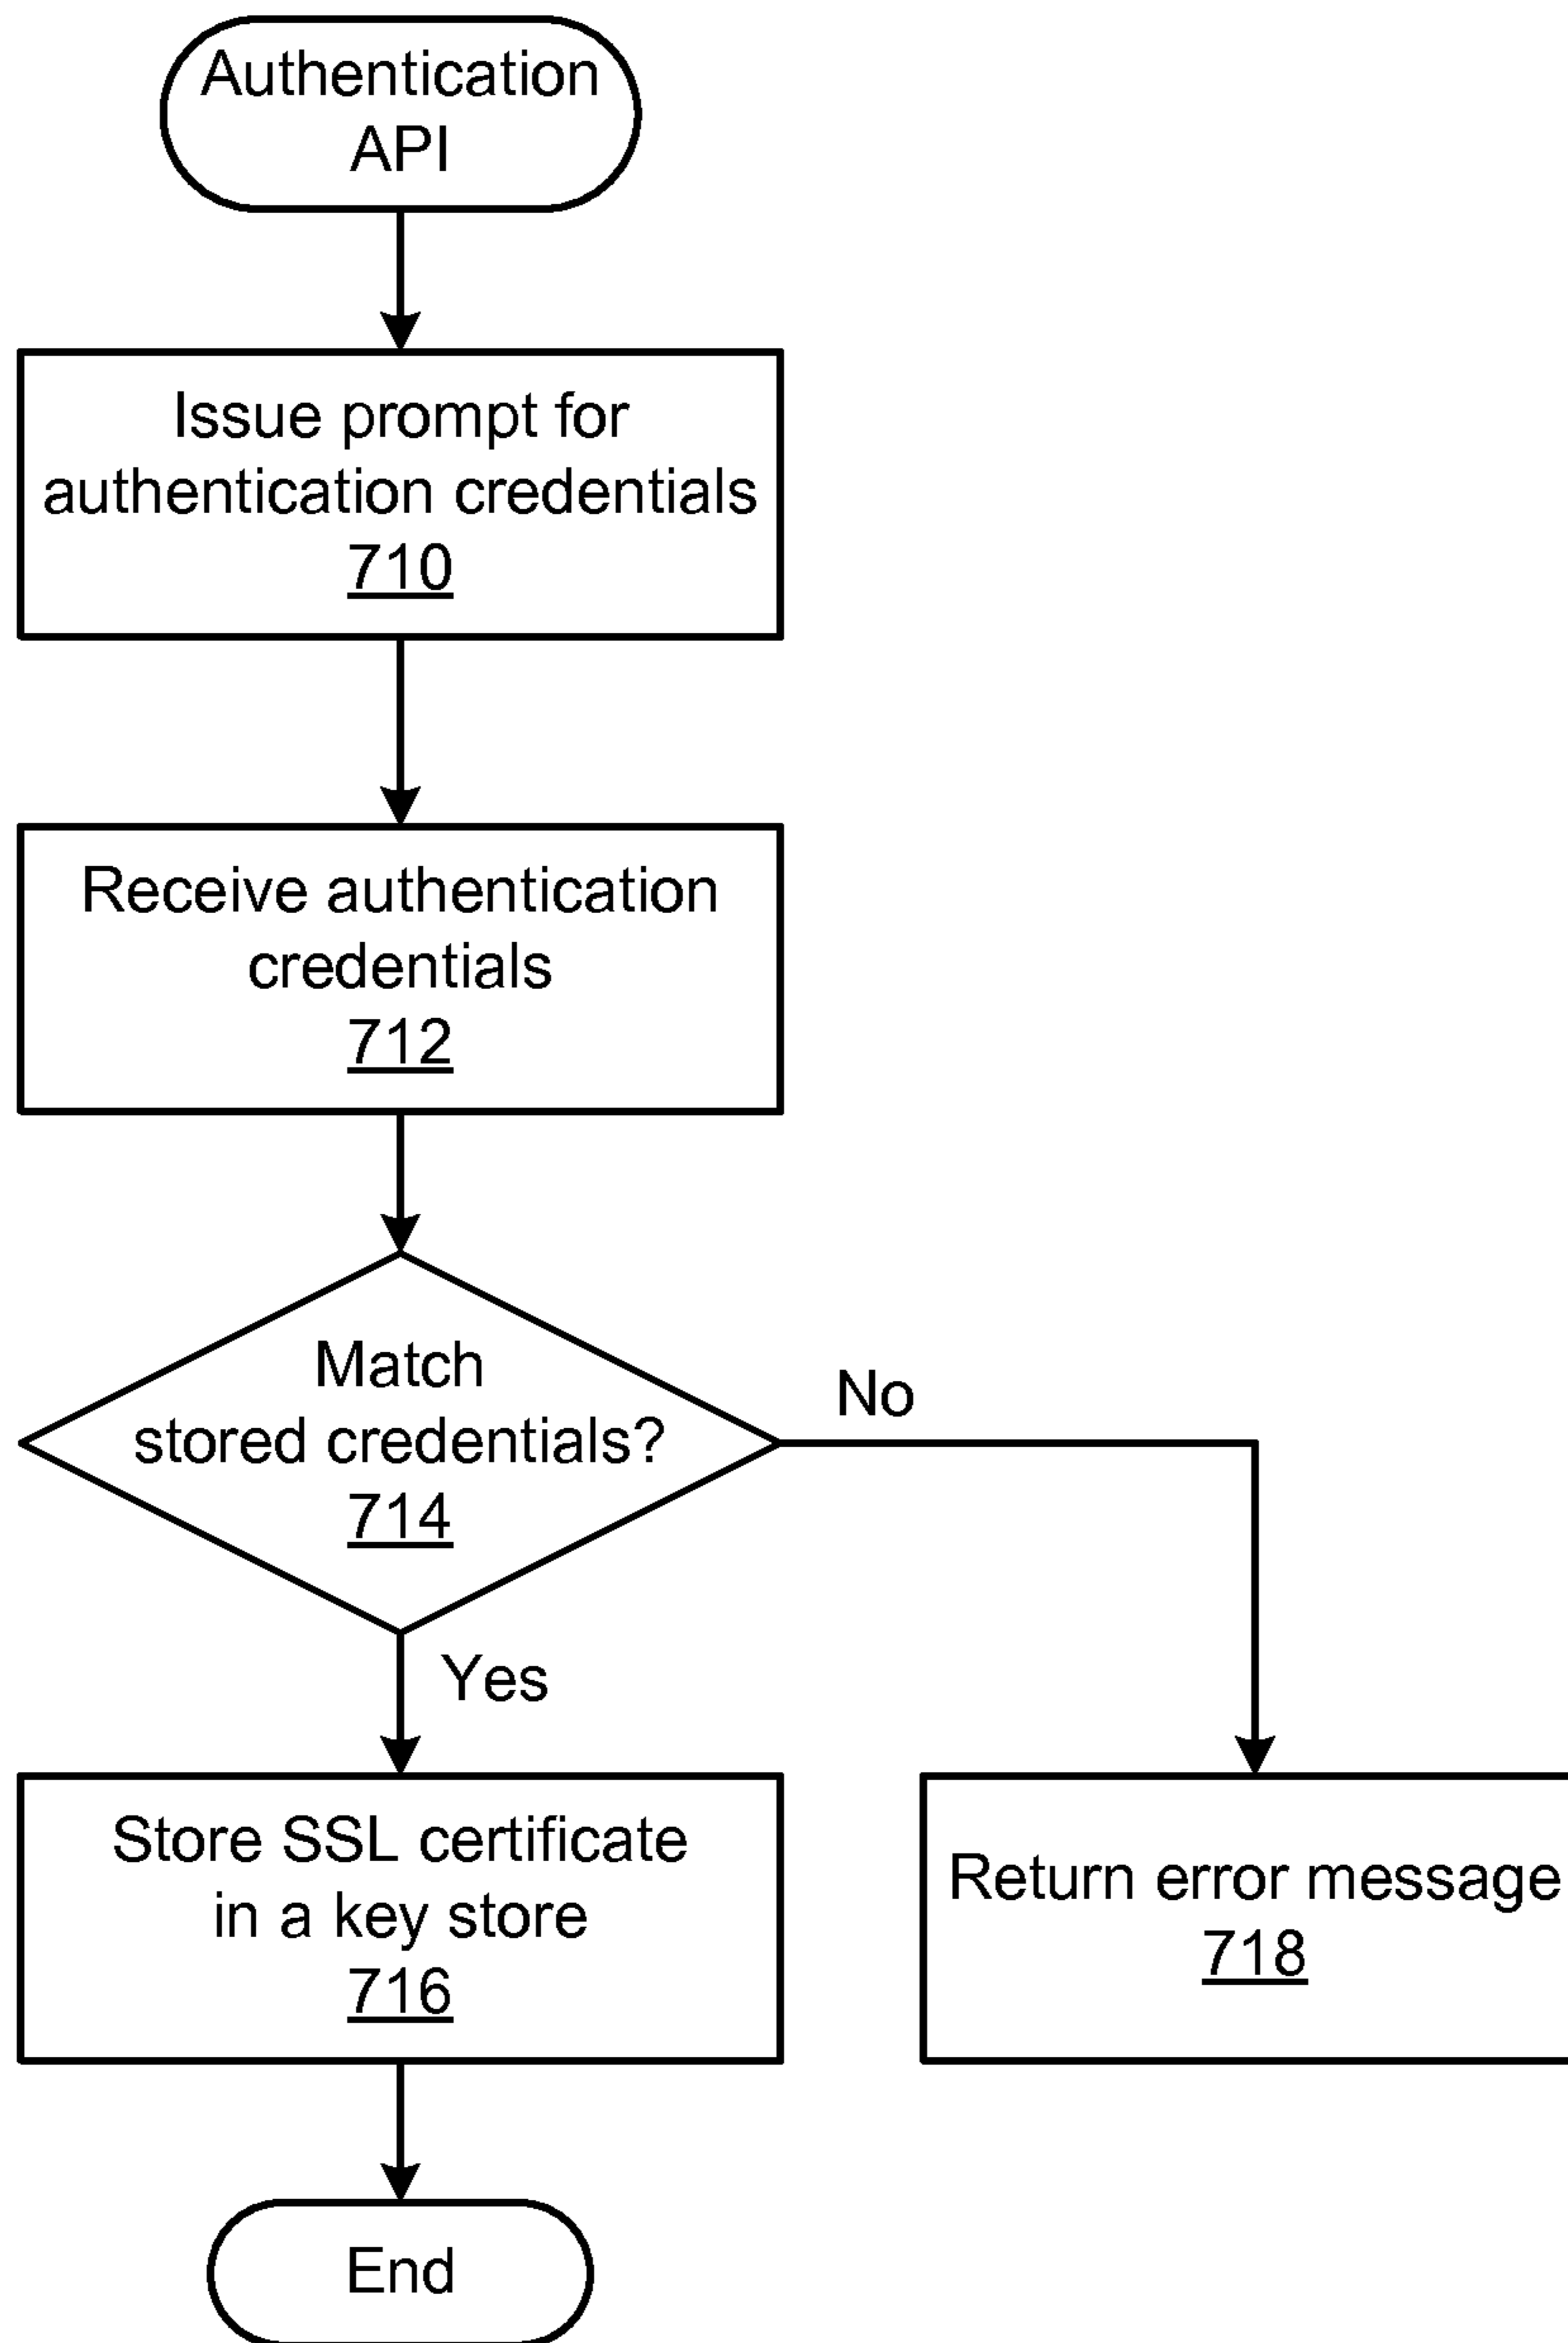 Authentication
API
Issue prompt for
authentication credentials
710
Receive authentication
credentials
712
Match
stored credentials?
714
No
Yes
Store SSL certificate
in a key store
716
Return error message
718
End